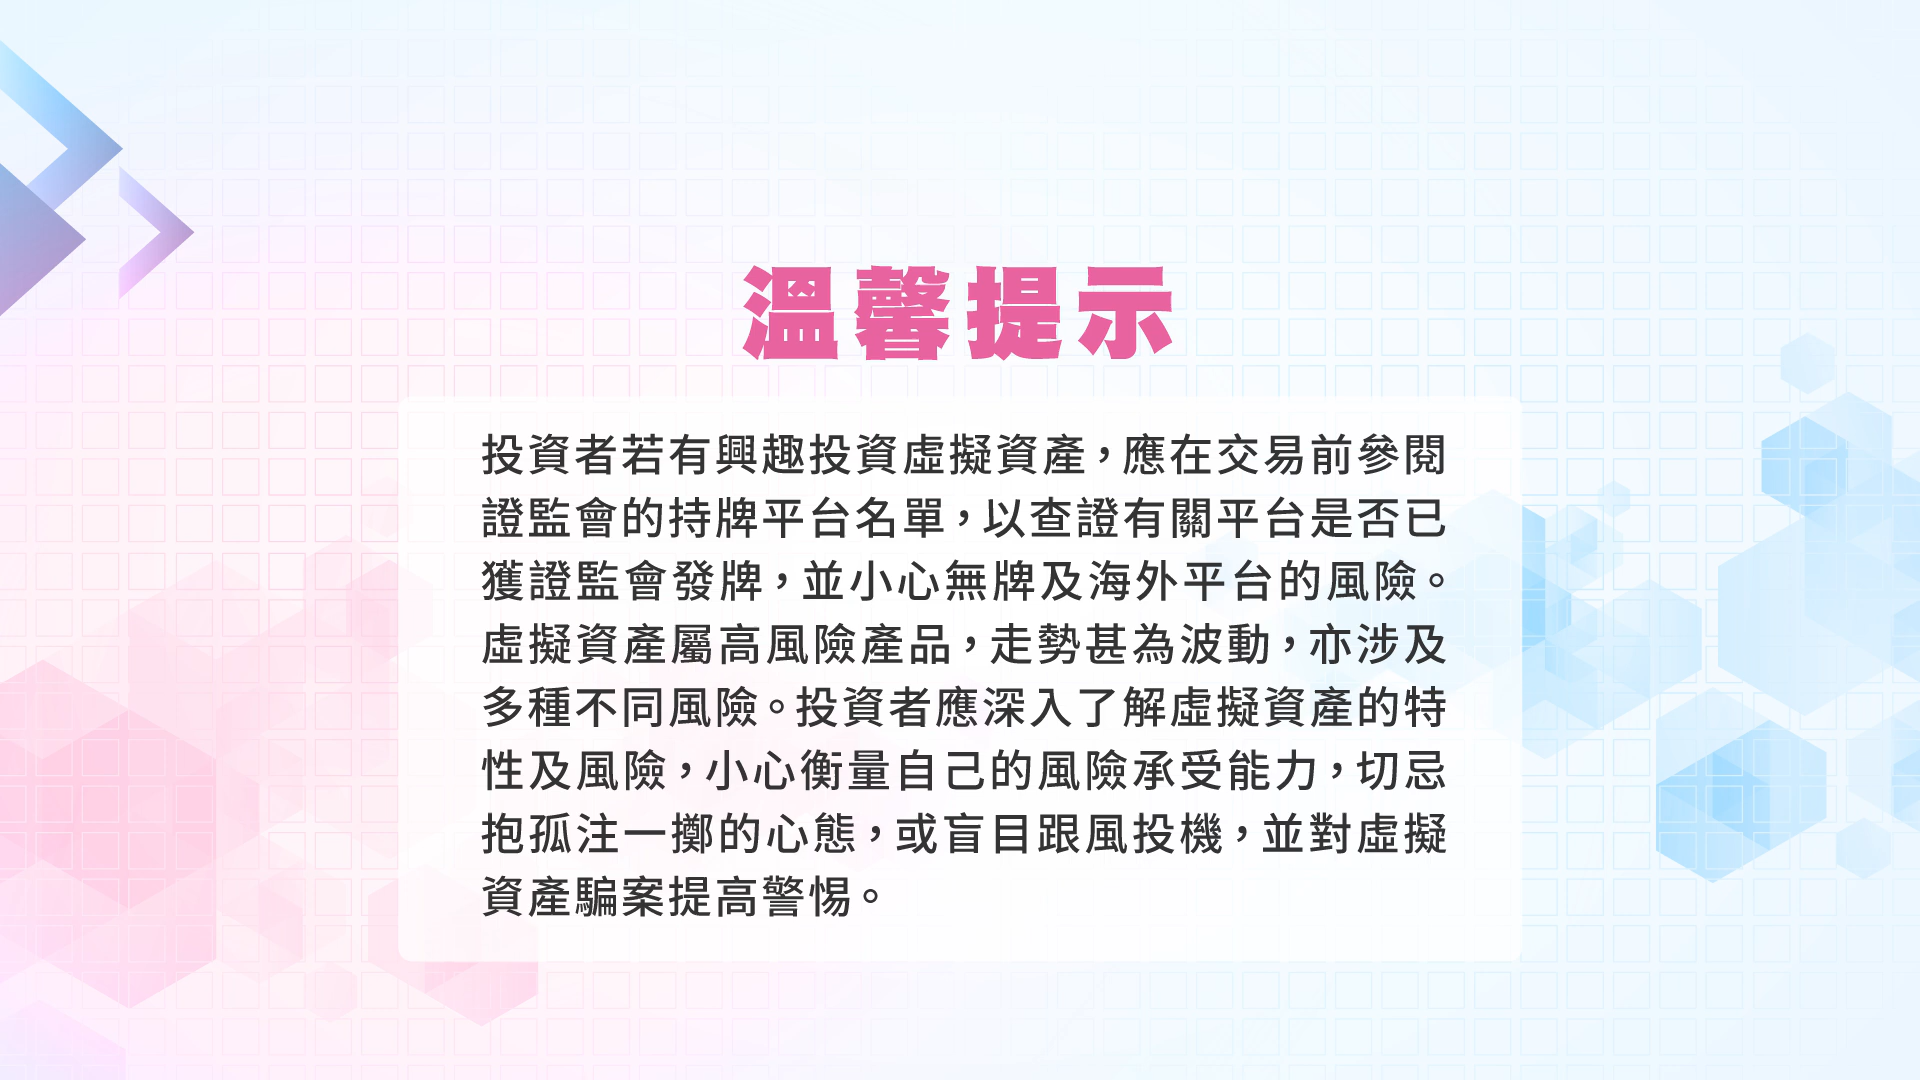 溫馨提示
投資者若有興趣投資虛擬資產，應在交易前參閱
證監會的持牌平台名單，以查證有關平台是否已
獲證監會發牌，並小心無牌及海外平台的風險。
虛擬資產屬高風險產品，走勢甚為波動，亦涉及
多種不同風險。投資者應深入了解虛擬資產的特
性及風險，小心衡量自己的風險承受能力，切忌
抱孤注一擲的心態，或盲目跟風投機，並對虛擬
資產騙案提高警惕。